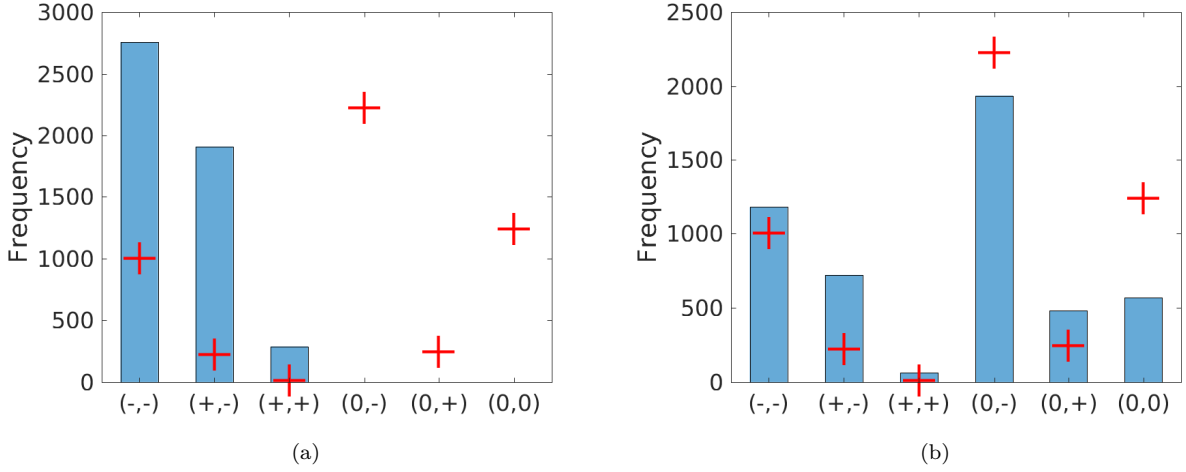 3000
2500
2000
1500
1000
500
0
Frequency
(-,-) (+,-) (+,+) (0,-) (0,+) (0,0)
(a)
2500
2000
1500
1000
500
0
Frequency
(-,-) (+,-) (+,+) (0,-) (0,+) (0,0)
(b)